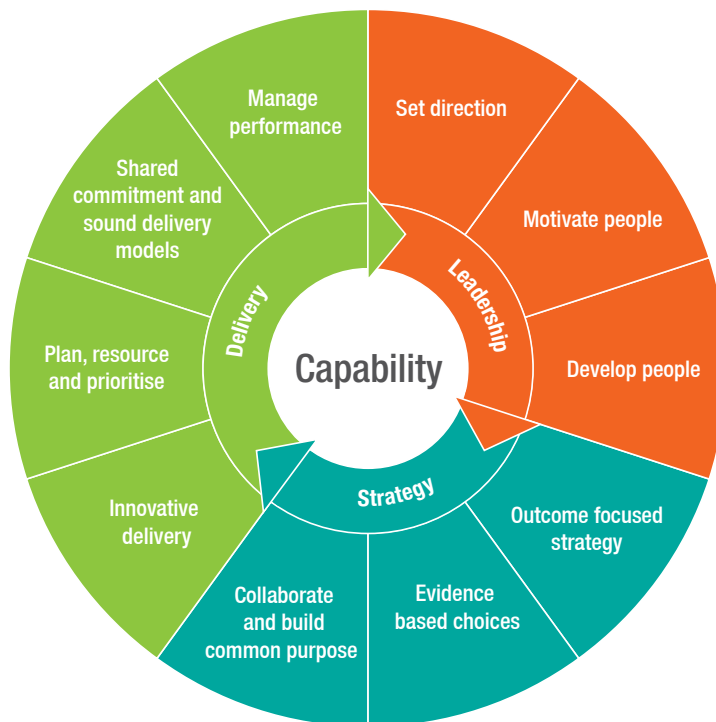 Manage
performance
Set direction
Shared
commitment and
sound delivery
models
Motivate people
Delivery
Leadership
Plan, resource
and prioritise
Capability
Develop people
Strategy
Innovative
delivery
Outcome focused
strategy
Collaborate
and build
common purpose
Evidence
based choices